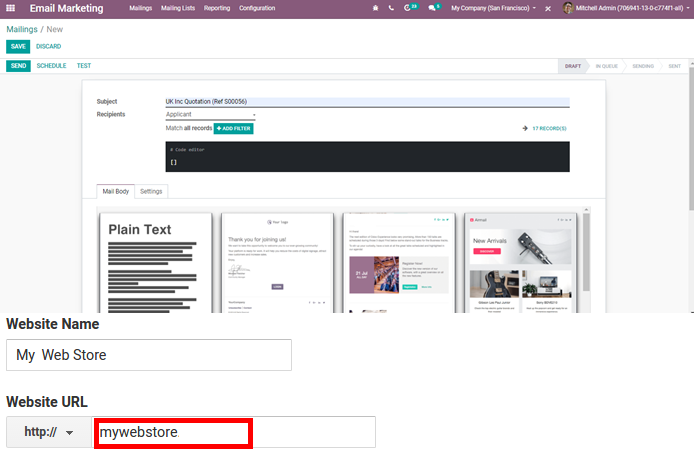 Email Marketing Mailings Mailing Lists Reporting Configuration 23 5 My Company (San Francisco) Mitchell Admin (706941-13-0-c774f1-all)
Mailings / New
SAVE DISCARD
SEND SCHEDULE TEST DRAFT IN QUEUE SENDING SENT
Subject UK Inc Quotation (Ref S00056)
Recipients Applicant
Match all records + ADD FILTER 17 RECORD(S)
# Code editor
[]
Mail Body Settings
Plain Text
Thank you for joining us!
New Arrivals
Website Name
My Web Store
Website URL
http:// mywebstore